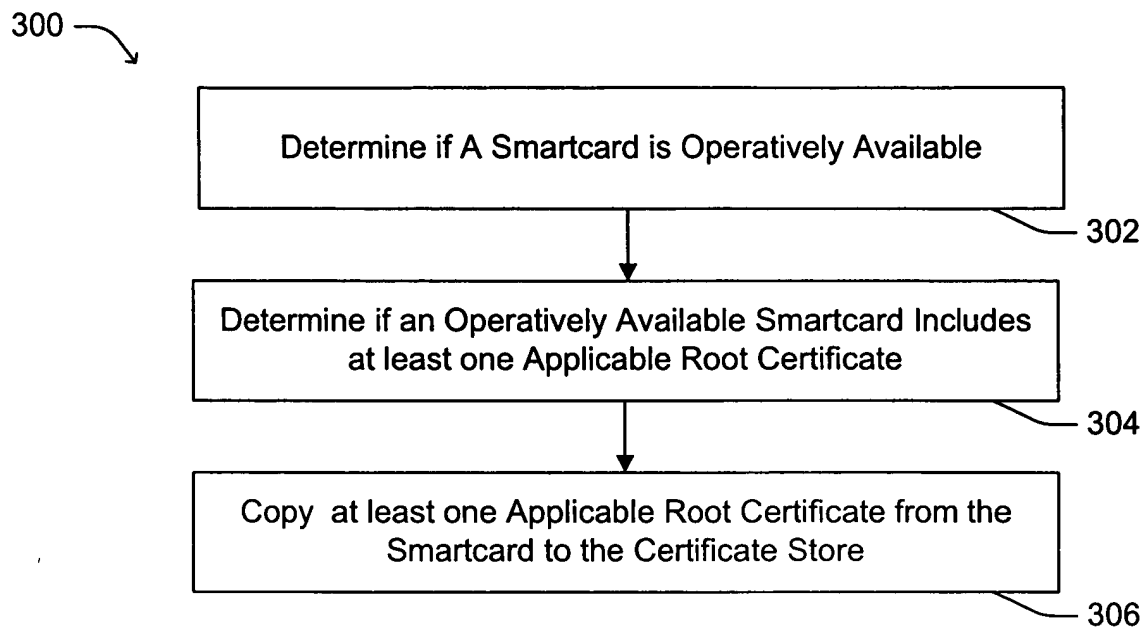 300
Determine if A Smartcard is Operatively Available
302
Determine if an Operatively Available Smartcard Includes
at least one Applicable Root Certificate
304
Copy at least one Applicable Root Certificate from the
Smartcard to the Certificate Store
306